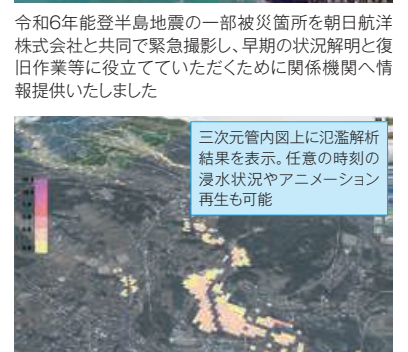 令和6年能登半島地震の一部被災箇所を朝日航洋
株式会社と共同で緊急撮影し、早期の状況解明と復
旧作業等に役立てていただくために関係機関へ情
報提供いたしました
三次元管内図上に氾濫解析
結果を表示。任意の時刻の
浸水状況やアニメーション
再生も可能